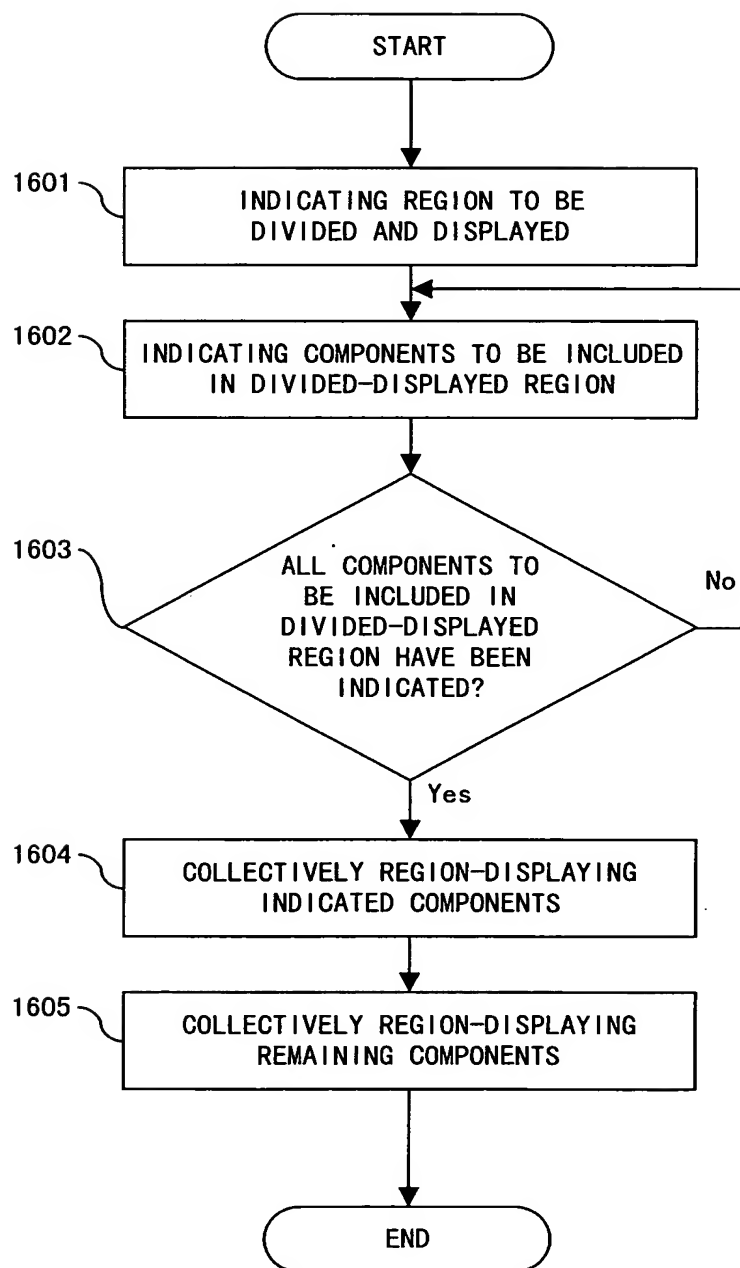 START
1601
INDICATING REGION TO BE
DIVIDED AND DISPLAYED
1602
INDICATING COMPONENTS TO BE INCLUDED
IN DIVIDED-DISPLAYED REGION
1603
ALL COMPONENTS TO
BE INCLUDED IN
DIVIDED-DISPLAYED
REGION HAVE BEEN
INDICATED?
No
Yes
1604
COLLECTIVELY REGION-DISPLAYING
INDICATED COMPONENTS
1605
COLLECTIVELY REGION-DISPLAYING
REMAINING COMPONENTS
END